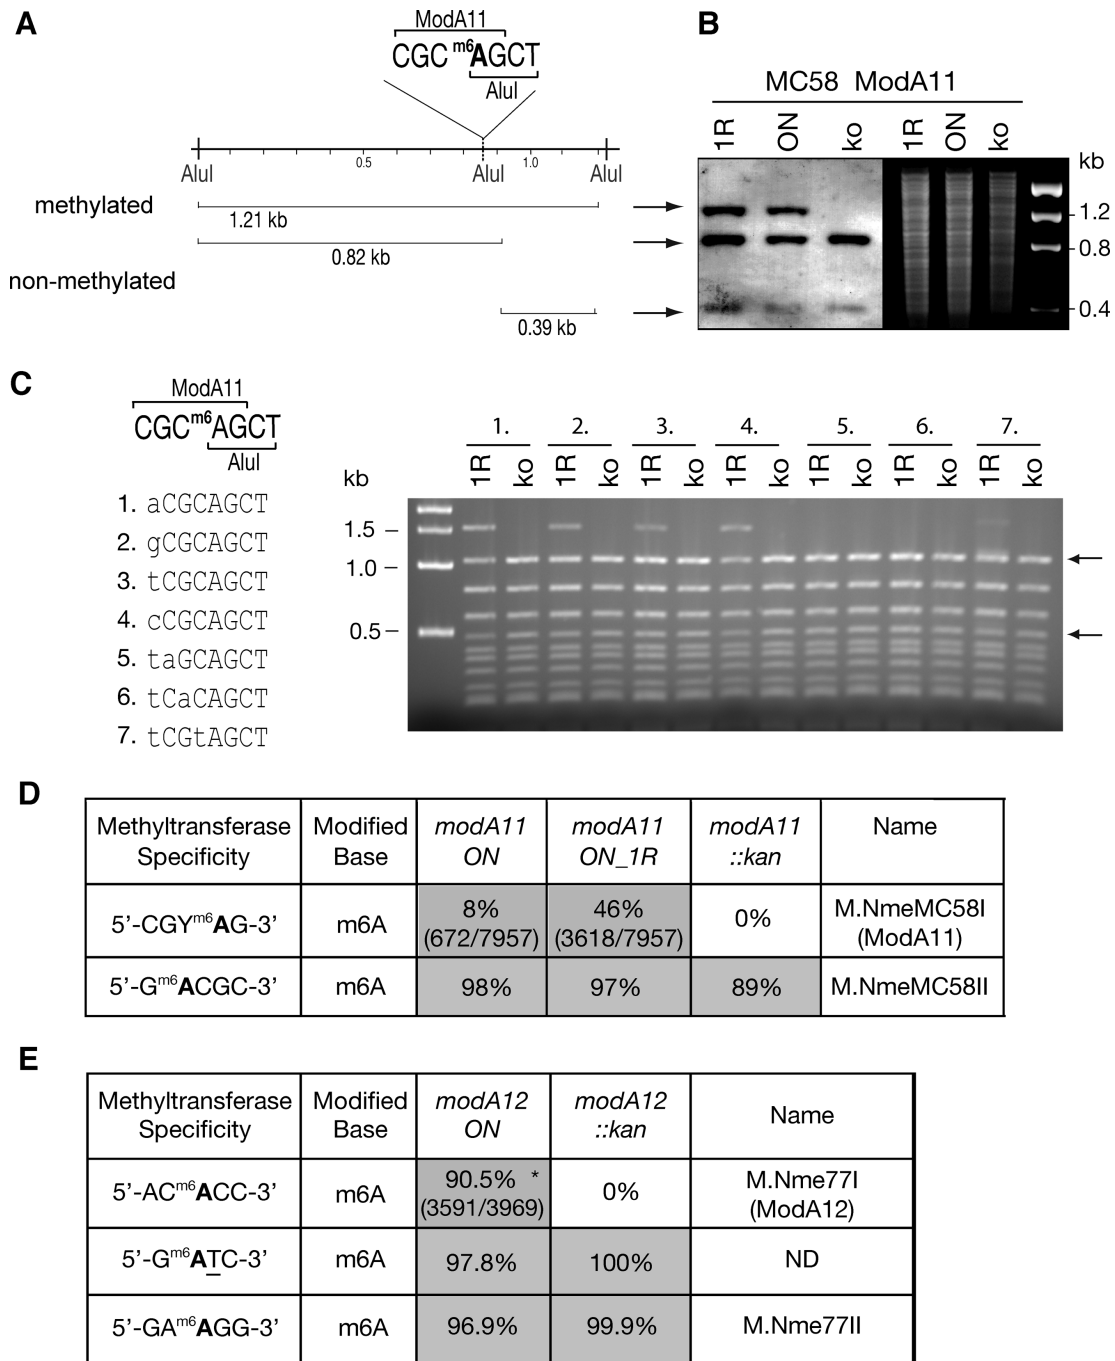 A
ModA11
CGC m6AGCT
AluI
0.5
1.0
AluI
AluI
AluI
methylated
1.21 kb
0.82 kb
non-methylated
0.39 kb
B
MC58 ModA11
1R
ON
ko
1R
ON
ko
kb
1.2
0.8
0.4
C
ModA11
CGCm6AGCT
AluI
1. aCGCAGCT
2. gCGCAGCT
3. tCGCAGCT
4. cCGCAGCT
5. taGCAGCT
6. tCaCAGCT
7. tCGtAGCT
1. 2. 3. 4. 5. 6. 7.
kb 1R ko 1R ko 1R ko 1R ko 1R ko 1R ko 1R ko
1.5
1.0
0.5
D
Methyltransferase Specificity
Modified Base
modA11 ON
modA11 ON_1R
modA11 ::kan
Name
5’-CGYm6AG-3’
m6A
8% (672/7957)
46% (3618/7957)
0%
M.NmeMC58I (ModA11)
5’-Gm6ACGC-3’
m6A
98%
97%
89%
M.NmeMC58II
E
Methyltransferase Specificity
Modified Base
modA12 ON
modA12 ::kan
Name
5’-ACm6ACC-3’
m6A
90.5% * (3591/3969)
0%
M.Nme77I (ModA12)
5’-Gm6ATC-3’
m6A
97.8%
100%
ND
5’-GAm6AGG-3’
m6A
96.9%
99.9%
M.Nme77II